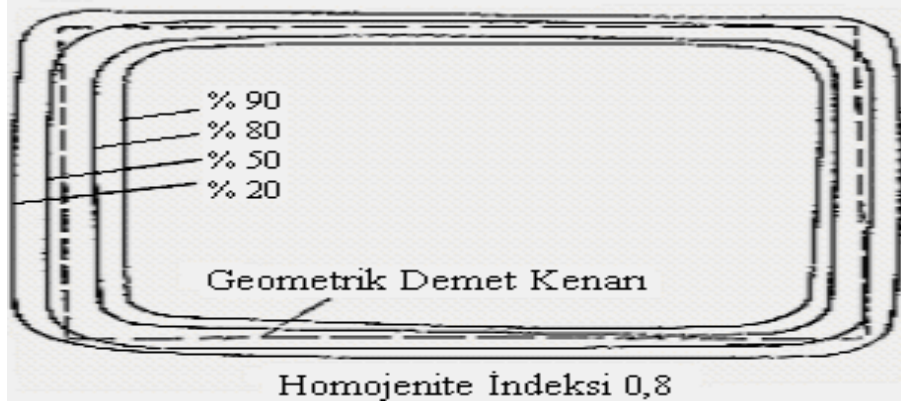 % 90
% 80
% 50
% 20
Geometrik Demet Kenarı
Homojenite İndeksi 0,8